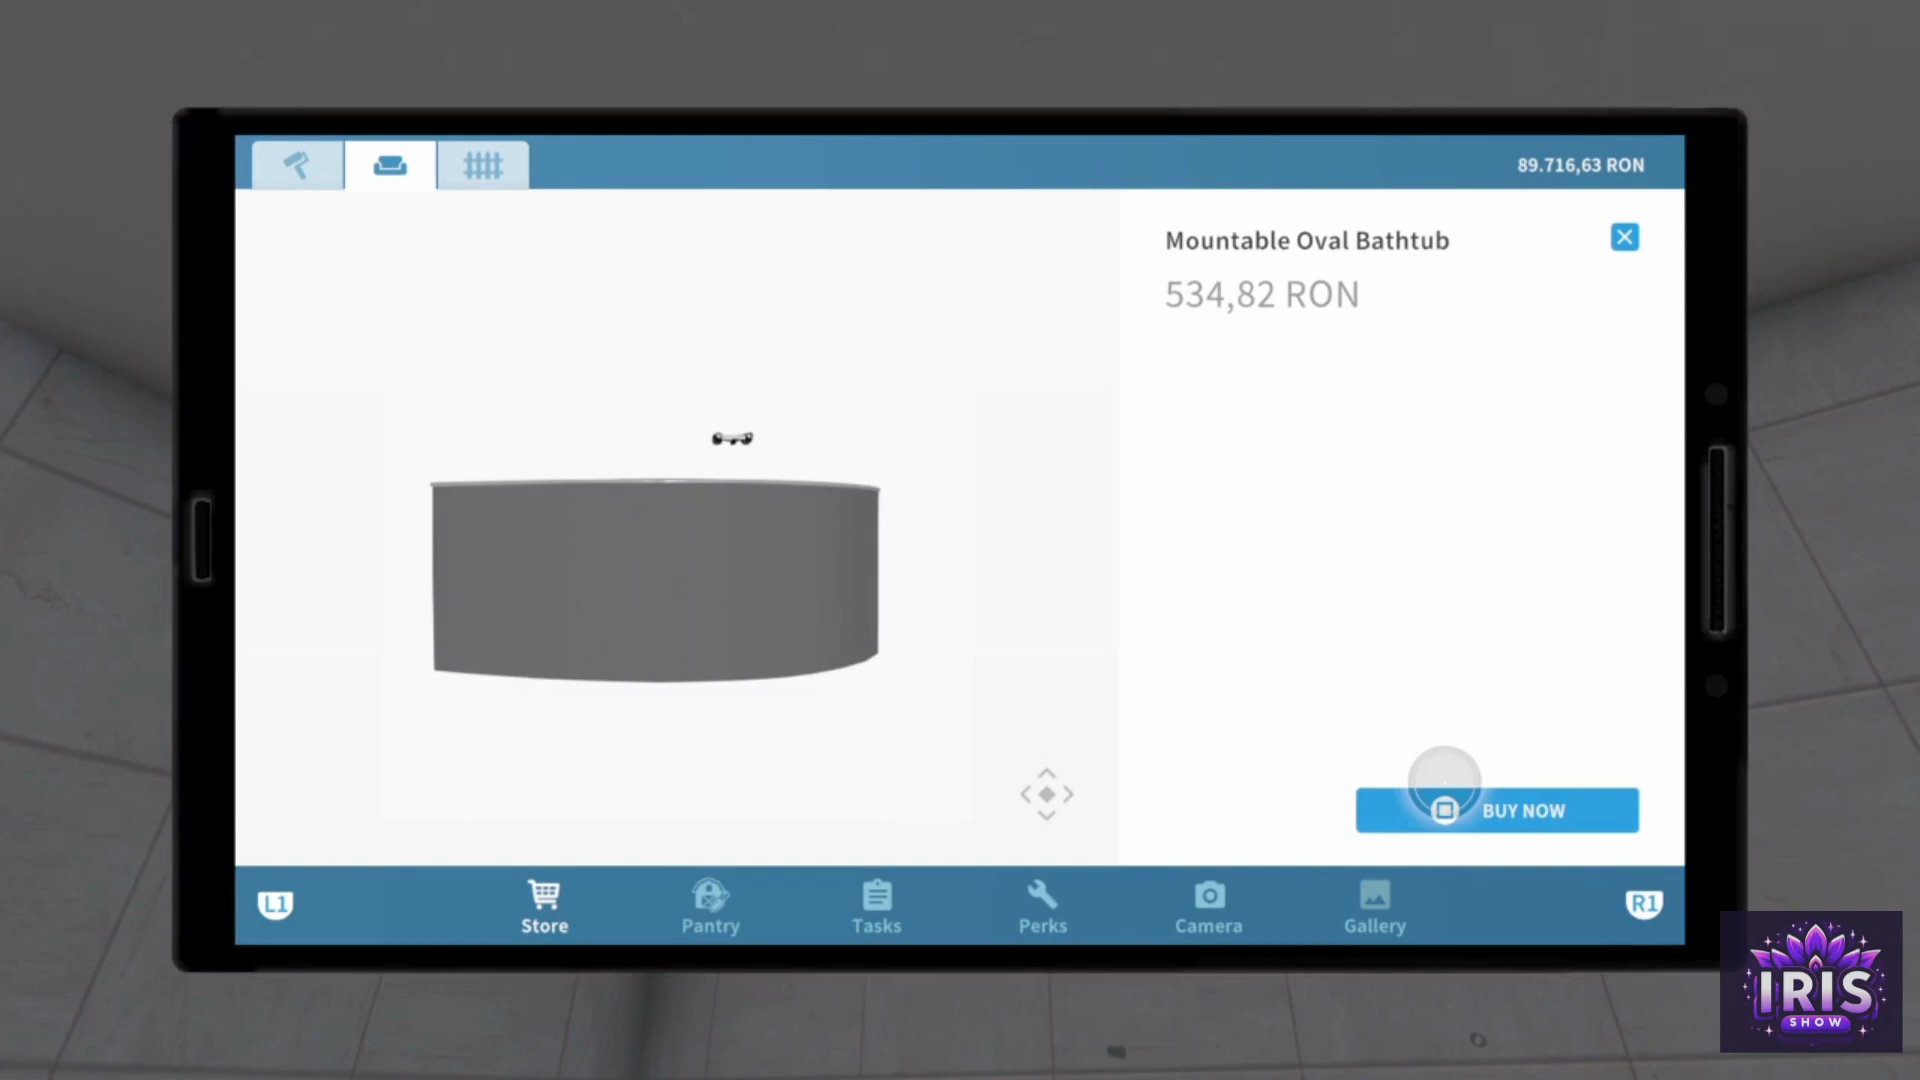 89.716,63 RON
Mountable Oval Bathtub
534,82 RON
BUY NOW
L1
Store
Pantry
Tasks
Perks
Camera
Gallery
R1
IRIS
SHOW